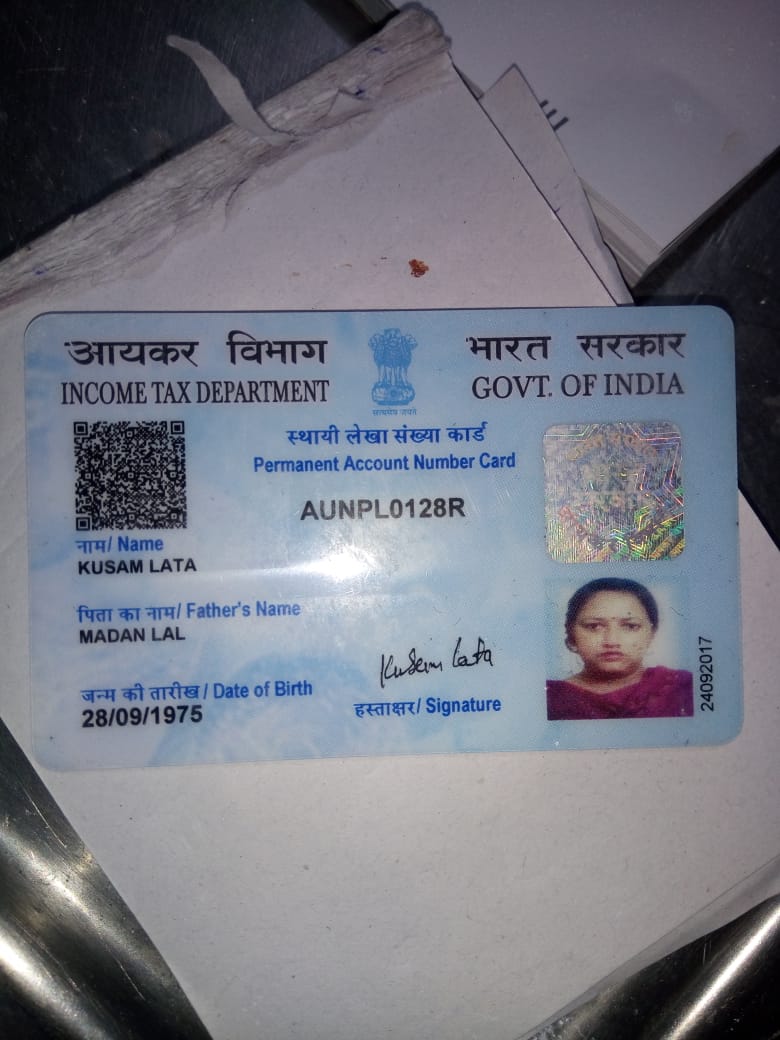 आयकर विभाग
INCOME TAX DEPARTMENT
सत्यमेव जयते
भारत सरकार
GOVT. OF INDIA
स्थायी लेखा संख्या कार्ड
Permanent Account Number Card
AUNPL0128R
नाम/ Name
KUSAM LATA
पिता का नाम/ Father's Name
MADAN LAL
जन्म की तारीख / Date of Birth
28/09/1975
Kusam Lata
हस्ताक्षर/ Signature
24092017